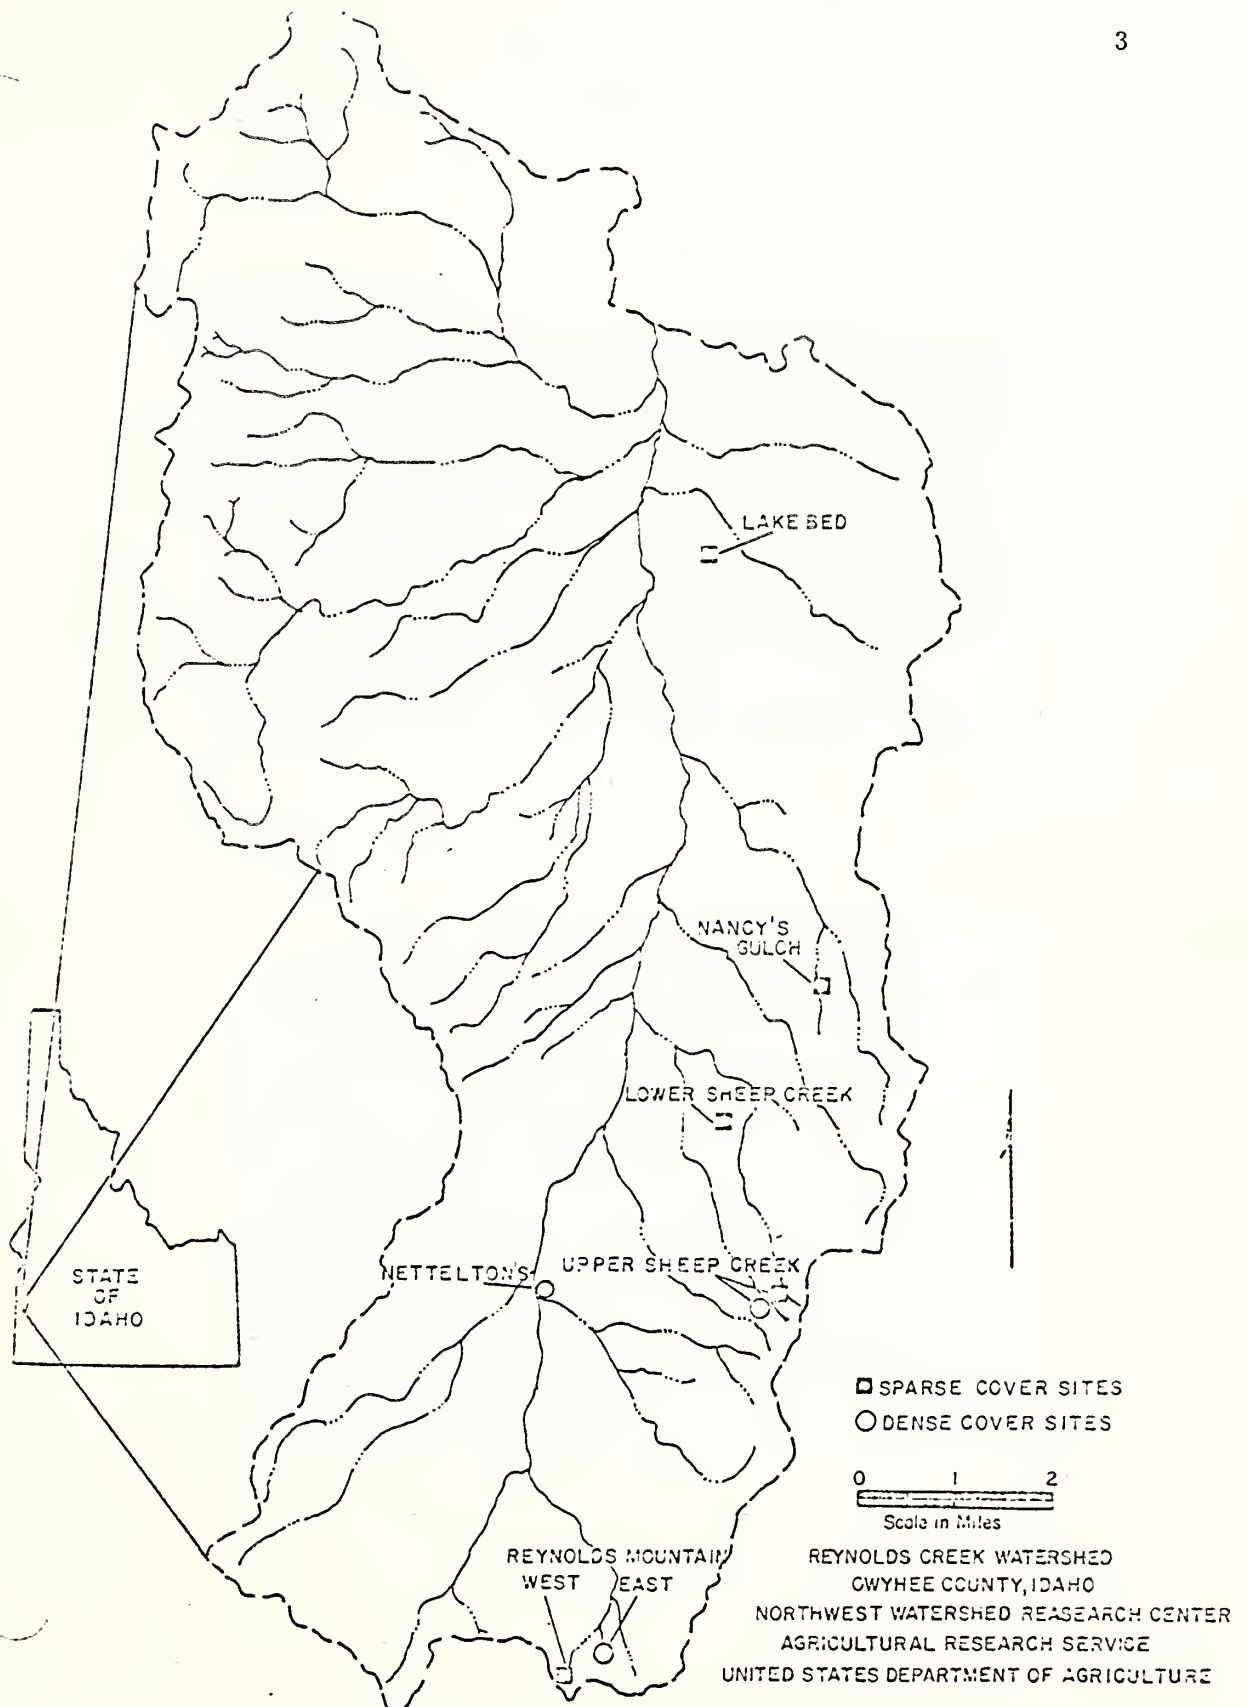 3
LAKE BED
NANCY'S
GULCH
LOWER SHEEP CREEK
NETTELTON'S
UPPER SHEEP CREEK
STATE
OF
IDAHO
SPARSE COVER SITES
DENSE COVER SITES
0 1 2
Scale in Miles
REYNOLDS MOUNTAIN
WEST EAST
REYNOLDS CREEK WATERSHED
OWYHEE COUNTY, IDAHO
NORTHWEST WATERSHED REASEARCH CENTER
AGRICULTURAL RESEARCH SERVICE
UNITED STATES DEPARTMENT OF AGRICULTURE